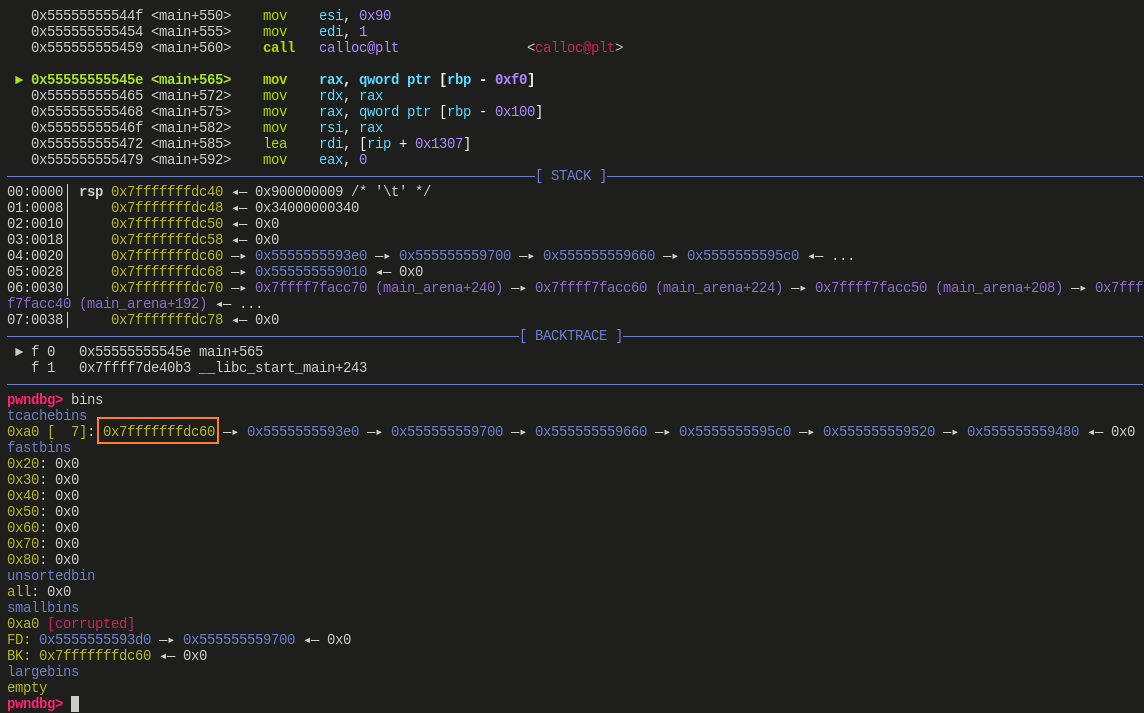 0x55555555544f <main+550>    mov    esi, 0x90
0x555555555454 <main+555>    mov    edi, 1
0x555555555459 <main+560>    call   calloc@plt                <calloc@plt>
► 0x55555555545e <main+565>    mov    rax, qword ptr [rbp - 0xf0]
0x555555555465 <main+572>    mov    rdx, rax
0x555555555468 <main+575>    mov    rax, qword ptr [rbp - 0x100]
0x55555555546f <main+582>    mov    rsi, rax
0x555555555472 <main+585>    lea    rdi, [rip + 0x1307]
0x555555555479 <main+592>    mov    eax, 0
[ STACK ]
00:0000│ rsp 0x7fffffffdc40 ◂— 0x900000009 /* '\t' */
01:0008│     0x7fffffffdc48 ◂— 0x34000000340
02:0010│     0x7fffffffdc50 ◂— 0x0
03:0018│     0x7fffffffdc58 ◂— 0x0
04:0020│     0x7fffffffdc60 —▸ 0x5555555593e0 —▸ 0x555555559700 —▸ 0x555555559660 —▸ 0x5555555595c0 ◂— ...
05:0028│     0x7fffffffdc68 —▸ 0x555555559010 ◂— 0x0
06:0030│     0x7fffffffdc70 —▸ 0x7ffff7facc70 (main_arena+240) —▸ 0x7ffff7facc60 (main_arena+224) —▸ 0x7ffff7facc50 (main_arena+208) —▸ 0x7fff
f7facc40 (main_arena+192) ◂— ...
07:0038│     0x7fffffffdc78 ◂— 0x0
[ BACKTRACE ]
► f 0   0x55555555545e main+565
f 1   0x7ffff7de40b3 __libc_start_main+243
pwndbg> bins
tcachebins
0xa0 [  7]: 0x7fffffffdc60 —▸ 0x5555555593e0 —▸ 0x555555559700 —▸ 0x555555559660 —▸ 0x5555555595c0 —▸ 0x555555559520 —▸ 0x555555559480 ◂— 0x0
fastbins
0x20: 0x0
0x30: 0x0
0x40: 0x0
0x50: 0x0
0x60: 0x0
0x70: 0x0
0x80: 0x0
unsortedbin
all: 0x0
smallbins
0xa0 [corrupted]
FD: 0x5555555593d0 —▸ 0x555555559700 ◂— 0x0
BK: 0x7fffffffdc60 ◂— 0x0
largebins
empty
pwndbg>